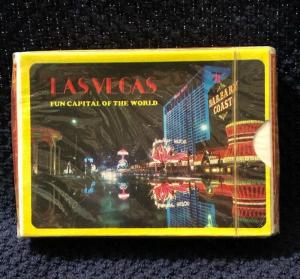 LAS VEGAS
FUN CAPITAL OF THE WORLD
BARBARY
COAST